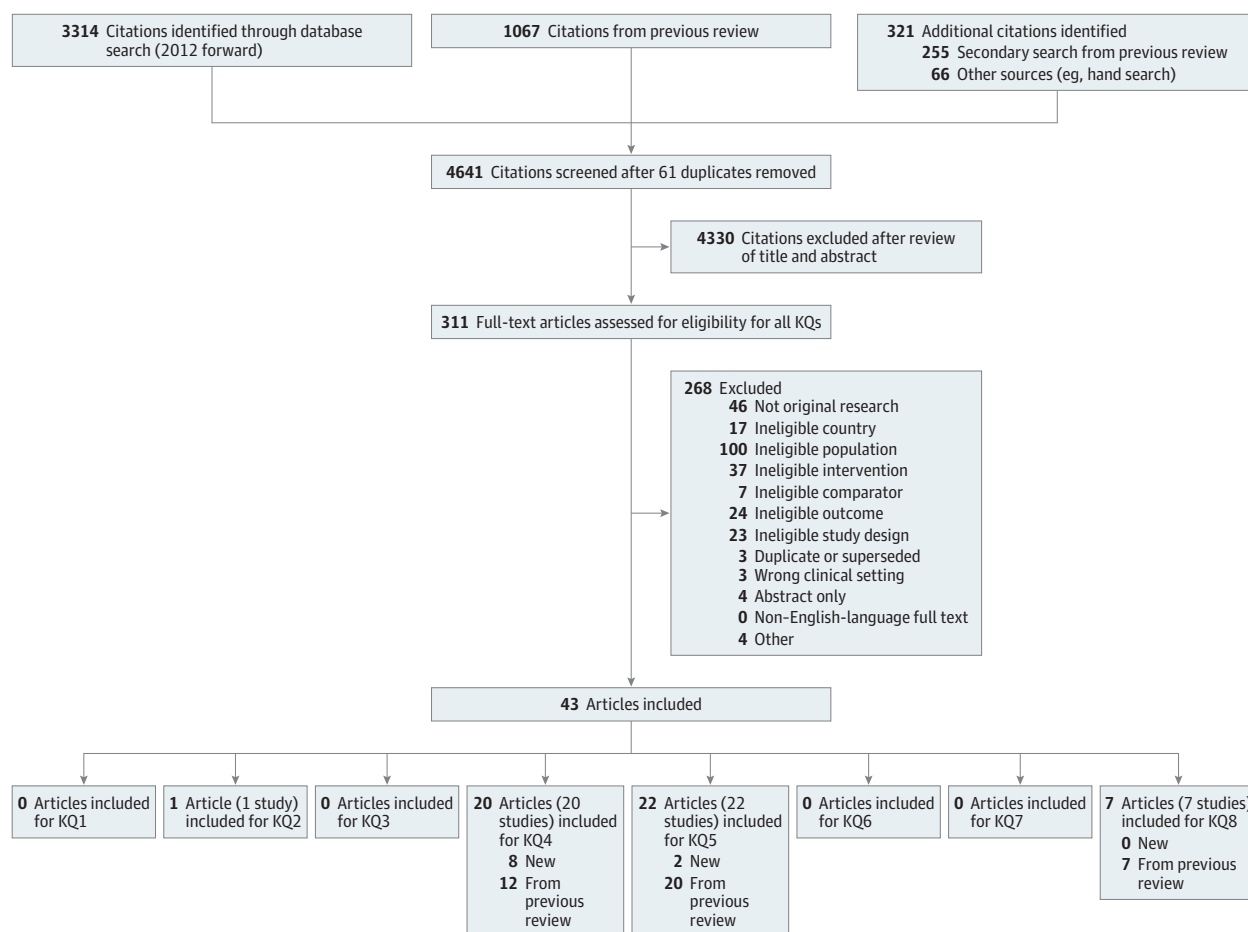 3314 Citations identified through database
search (2012 forward)
1067 Citations from previous review
321 Additional citations identified
255 Secondary search from previous review
66 Other sources (eg, hand search)
4641 Citations screened after 61 duplicates removed
4330 Citations excluded after review
of title and abstract
311 Full-text articles assessed for eligibility for all KQs
268 Excluded
46 Not original research
17 Ineligible country
100 Ineligible population
37 Ineligible intervention
7 Ineligible comparator
24 Ineligible outcome
23 Ineligible study design
3 Duplicate or superseded
3 Wrong clinical setting
4 Abstract only
0 Non-English-language full text
4 Other
43 Articles included
0 Articles included
for KQ1
1 Article (1 study)
included for KQ2
0 Articles included
for KQ3
20 Articles (20
studies) included
for KQ4
8 New
12 From
previous
review
22 Articles (22
studies) included
for KQ5
2 New
20 From
previous
review
0 Articles included
for KQ6
0 Articles included
for KQ7
7 Articles (7 studies)
included for KQ8
0 New
7 From previous
review